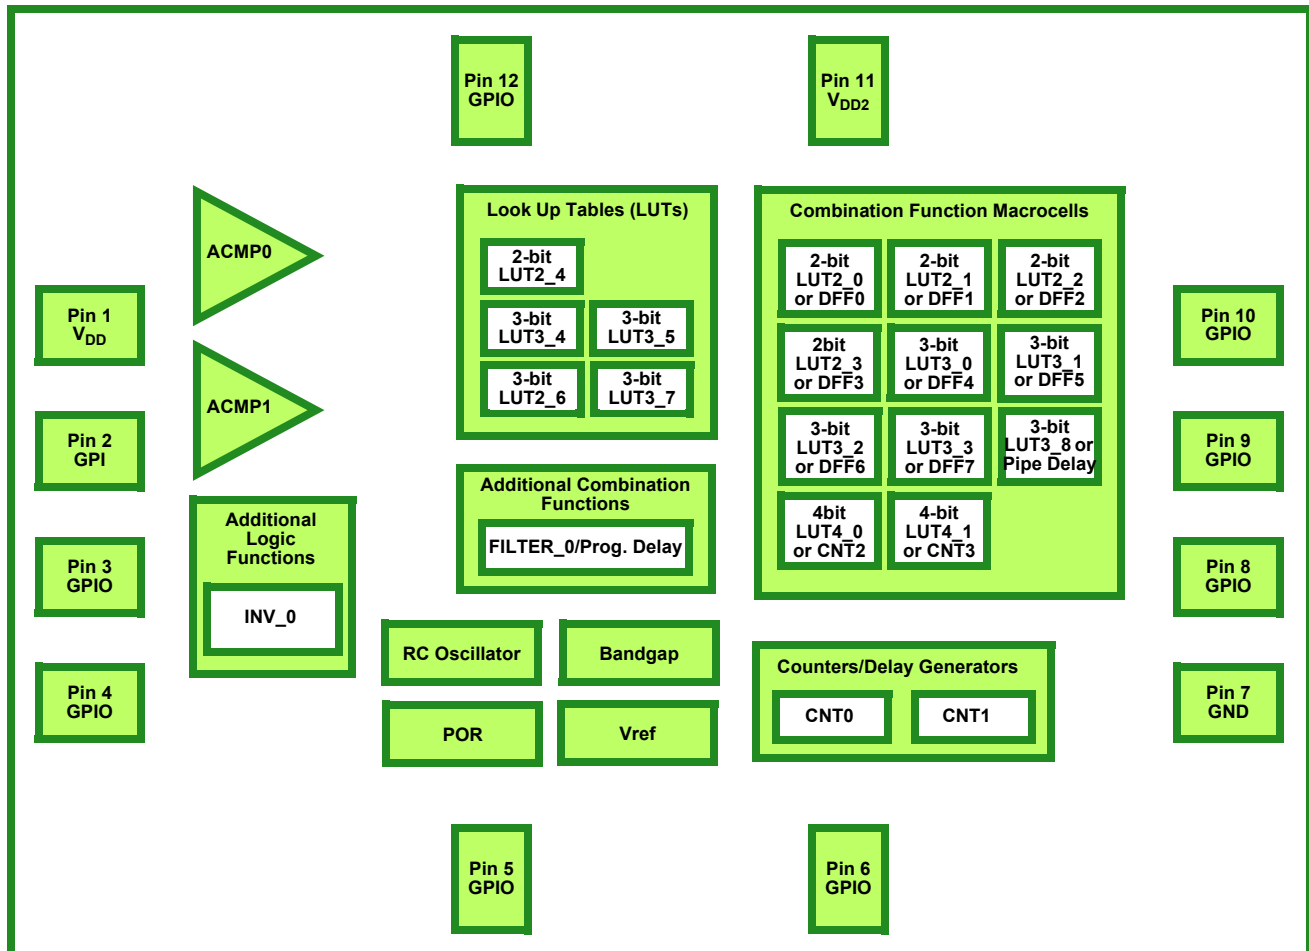 Pin 12
GPIO
Pin 11
VDD2
ACMP0
ACMP1
Pin 1
VDD
Pin 2
GPI
Pin 3
GPIO
Pin 4
GPIO
Additional
Logic
Functions
INV_0
Look Up Tables (LUTs)
2-bit
LUT2_4
3-bit
LUT3_4
3-bit
LUT3_5
3-bit
LUT2_6
3-bit
LUT3_7
Additional Combination
Functions
FILTER_0/Prog. Delay
RC Oscillator
Bandgap
POR
Vref
Combination Function Macrocells
2-bit
LUT2_0
or DFF0
2-bit
LUT2_1
or DFF1
2-bit
LUT2_2
or DFF2
2bit
LUT2_3
or DFF3
3-bit
LUT3_0
or DFF4
3-bit
LUT3_1
or DFF5
3-bit
LUT3_2
or DFF6
3-bit
LUT3_3
or DFF7
3-bit
LUT3_8 or
Pipe Delay
4bit
LUT4_0
or CNT2
4-bit
LUT4_1
or CNT3
Counters/Delay Generators
CNT0
CNT1
Pin 10
GPIO
Pin 9
GPIO
Pin 8
GPIO
Pin 7
GND
Pin 5
GPIO
Pin 6
GPIO